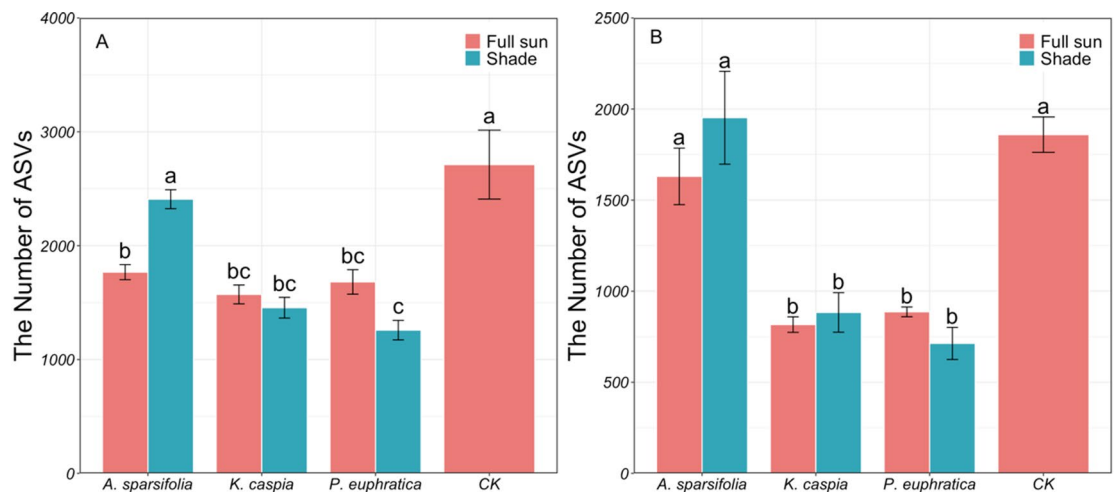 A
Full sun
Shade
The Number of ASVs
4000
3000
2000
1000
0
b
a
bc
bc
bc
c
a
A. sparsifolia
K. caspia
P. euphratica
CK
B
Full sun
Shade
The Number of ASVs
2500
2000
1500
1000
500
0
a
a
b
b
b
b
a
A. sparsifolia
K. caspia
P. euphratica
CK